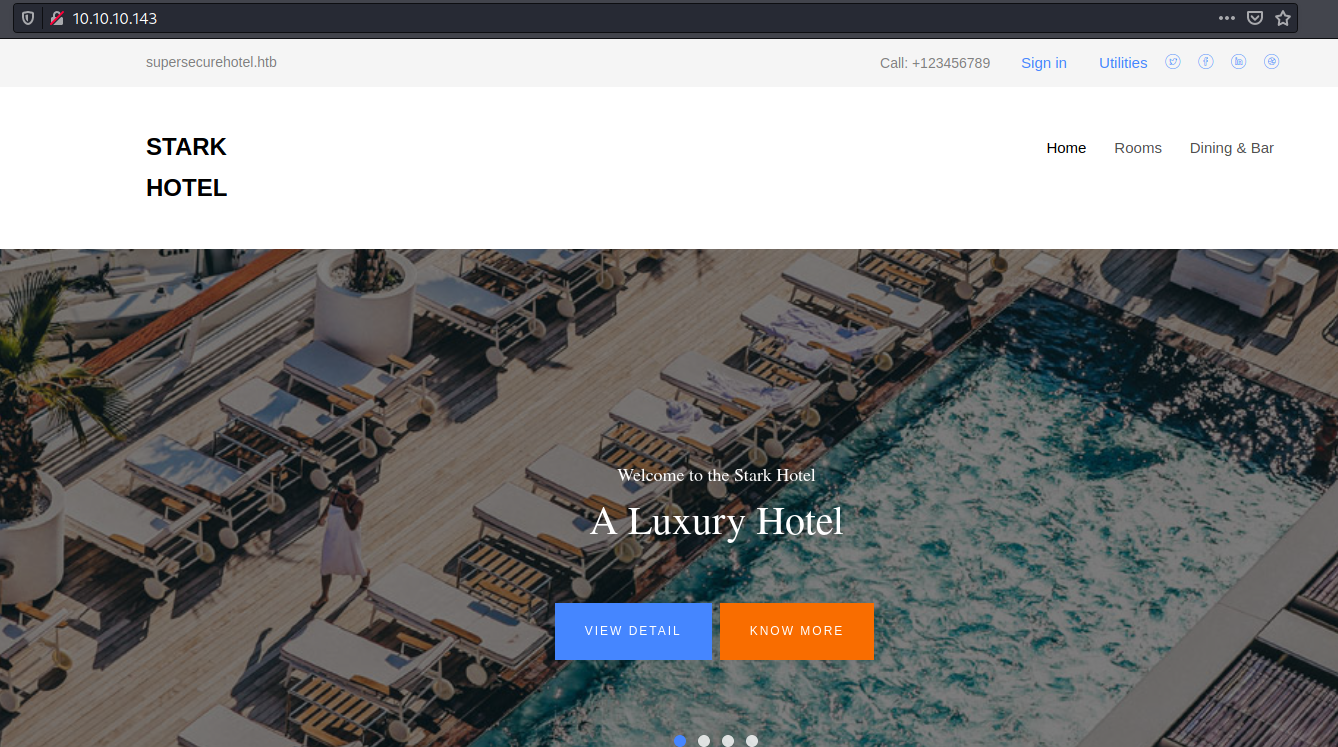 10.10.10.143
supersecurehotel.htb
Call: +123456789 Sign in Utilities
STARK
HOTEL
Home Rooms Dining & Bar
Welcome to the Stark Hotel
A Luxury Hotel
VIEW DETAIL KNOW MORE